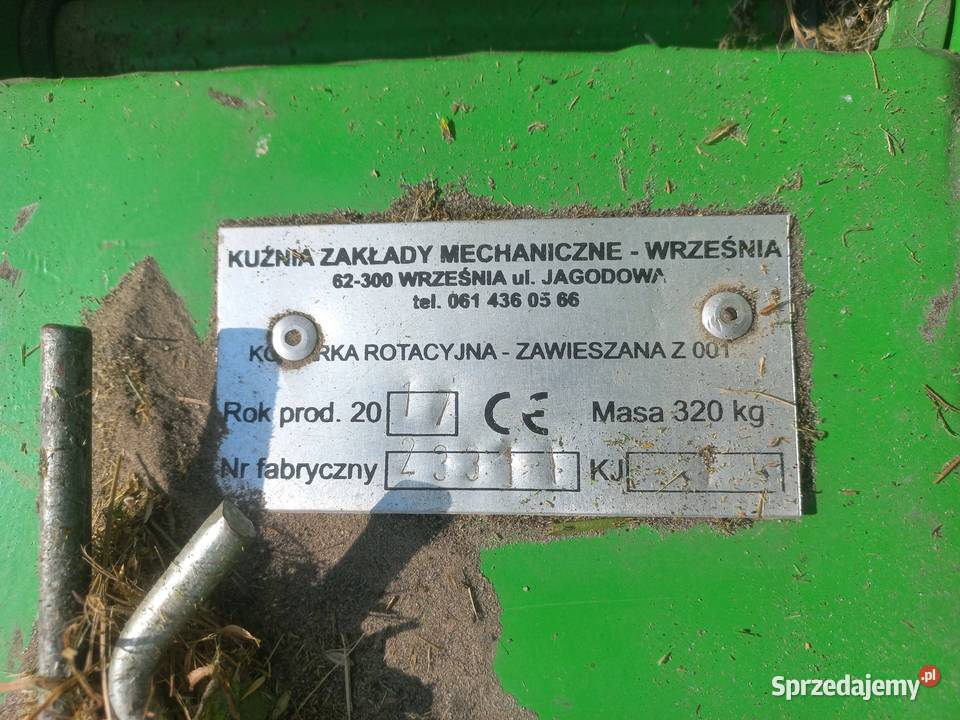 KUŹNIA ZAKŁADY MECHANICZNE - WRZEŚNIA
62-300 WRZEŚNIA ul. JAGODOWA
tel. 061 436 05 66
ROTACYJNA - ZAWIESZANA Z 001
Rok prod. 20 17 CE Masa 320 kg
Nr fabryczny 23311 KJ
Sprzedajemy.pl